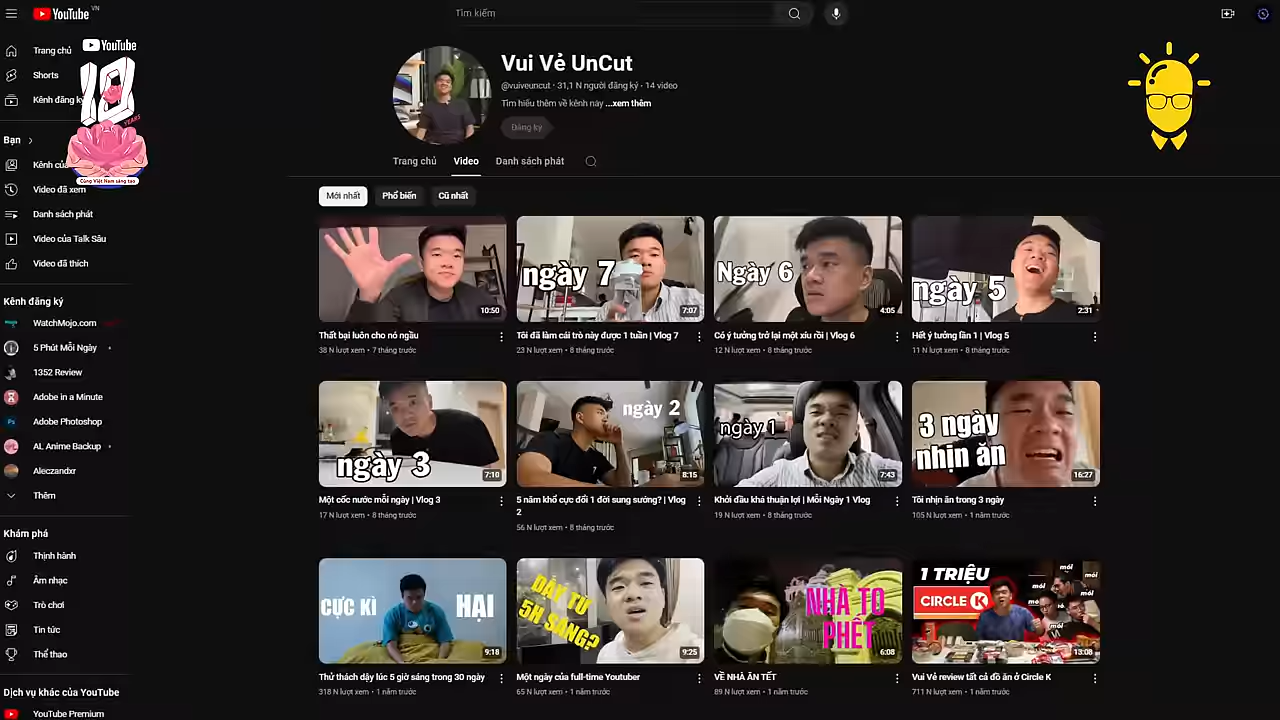 YouTube VN
Tìm kiếm
Trang chủ
Shorts
Kênh đăng ký
YouTube
10
YEARS
Cùng Việt Nam sáng tạo
Vui Vẻ UnCut
@vuiveuncut · 31,1 N người đăng ký · 14 video
Tìm hiểu thêm về kênh này ...xem thêm
Đăng ký
Trang chủ Video Danh sách phát
Mới nhất Phổ biến Cũ nhất
Bạn
Kênh của
Video đã xem
Danh sách phát
Video của Talk Sâu
Video đã thích
Kênh đăng ký
WatchMojo.com
5 Phút Mỗi Ngày
1352 Review
Adobe in a Minute
Adobe Photoshop
AL Anime Backup
Aleczandxr
Thêm
Khám phá
Thịnh hành
Âm nhạc
Trò chơi
Tin tức
Thể thao
Dịch vụ khác của YouTube
YouTube Premium
10:50
Thất bại luôn cho nó ngầu
38 N lượt xem • 7 tháng trước
ngày 7
7:07
Tôi đã làm cái trò này được 1 tuần | Vlog 7
23 N lượt xem • 8 tháng trước
Ngày 6
4:05
Có ý tưởng trở lại một xíu rồi | Vlog 6
12 N lượt xem • 8 tháng trước
ngày 5
2:31
Hết ý tưởng lần 1 | Vlog 5
11 N lượt xem • 8 tháng trước
ngày 3
7:10
Một cốc nước mỗi ngày | Vlog 3
17 N lượt xem • 8 tháng trước
ngày 2
8:15
5 năm khổ cực đổi 1 đời sung sướng? | Vlog
2
56 N lượt xem • 8 tháng trước
ngày 1
7:43
Khởi đầu khá thuận lợi | Mỗi Ngày 1 Vlog
19 N lượt xem • 8 tháng trước
3 ngày
nhịn ăn
16:27
Tôi nhịn ăn trong 3 ngày
105 N lượt xem • 1 năm trước
CỰC KÌ HẠI
9:18
Thử thách dậy lúc 5 giờ sáng trong 30 ngày
318 N lượt xem • 1 năm trước
DẬY TỪ
5H SÁNG?
9:25
Một ngày của full-time Youtuber
65 N lượt xem • 1 năm trước
NHÀ TO
PHẾT
6:08
VỀ NHÀ ĂN TẾT
89 N lượt xem • 1 năm trước
1 TRIỆU
CIRCLE K
mói
mói
mói
mói
mói
mói
13:08
Vui Vẻ review tất cả đồ ăn ở Circle K
711 N lượt xem • 1 năm trước